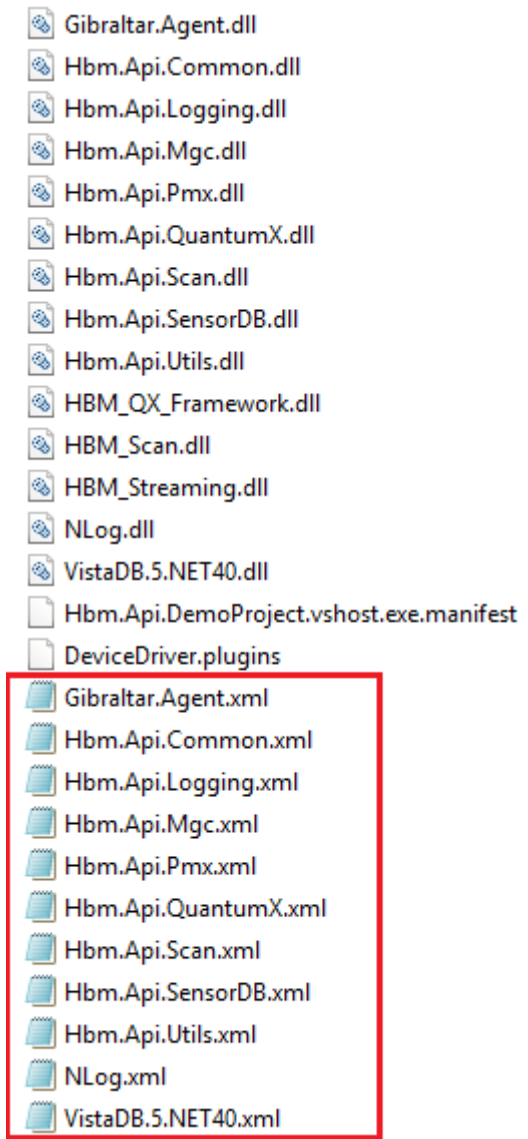 Gibraltar.Agent.dll
Hbm.Api.Common.dll
Hbm.Api.Logging.dll
Hbm.Api.Mgc.dll
Hbm.Api.Pmx.dll
Hbm.Api.QuantumX.dll
Hbm.Api.Scan.dll
Hbm.Api.SensorDB.dll
Hbm.Api.Utils.dll
HBM_QX_Framework.dll
HBM_Scan.dll
HBM_Streaming.dll
NLog.dll
VistaDB.5.NET40.dll
Hbm.Api.DemoProject.vshost.exe.manifest
DeviceDriver.plugins
Gibraltar.Agent.xml
Hbm.Api.Common.xml
Hbm.Api.Logging.xml
Hbm.Api.Mgc.xml
Hbm.Api.Pmx.xml
Hbm.Api.QuantumX.xml
Hbm.Api.Scan.xml
Hbm.Api.SensorDB.xml
Hbm.Api.Utils.xml
NLog.xml
VistaDB.5.NET40.xml